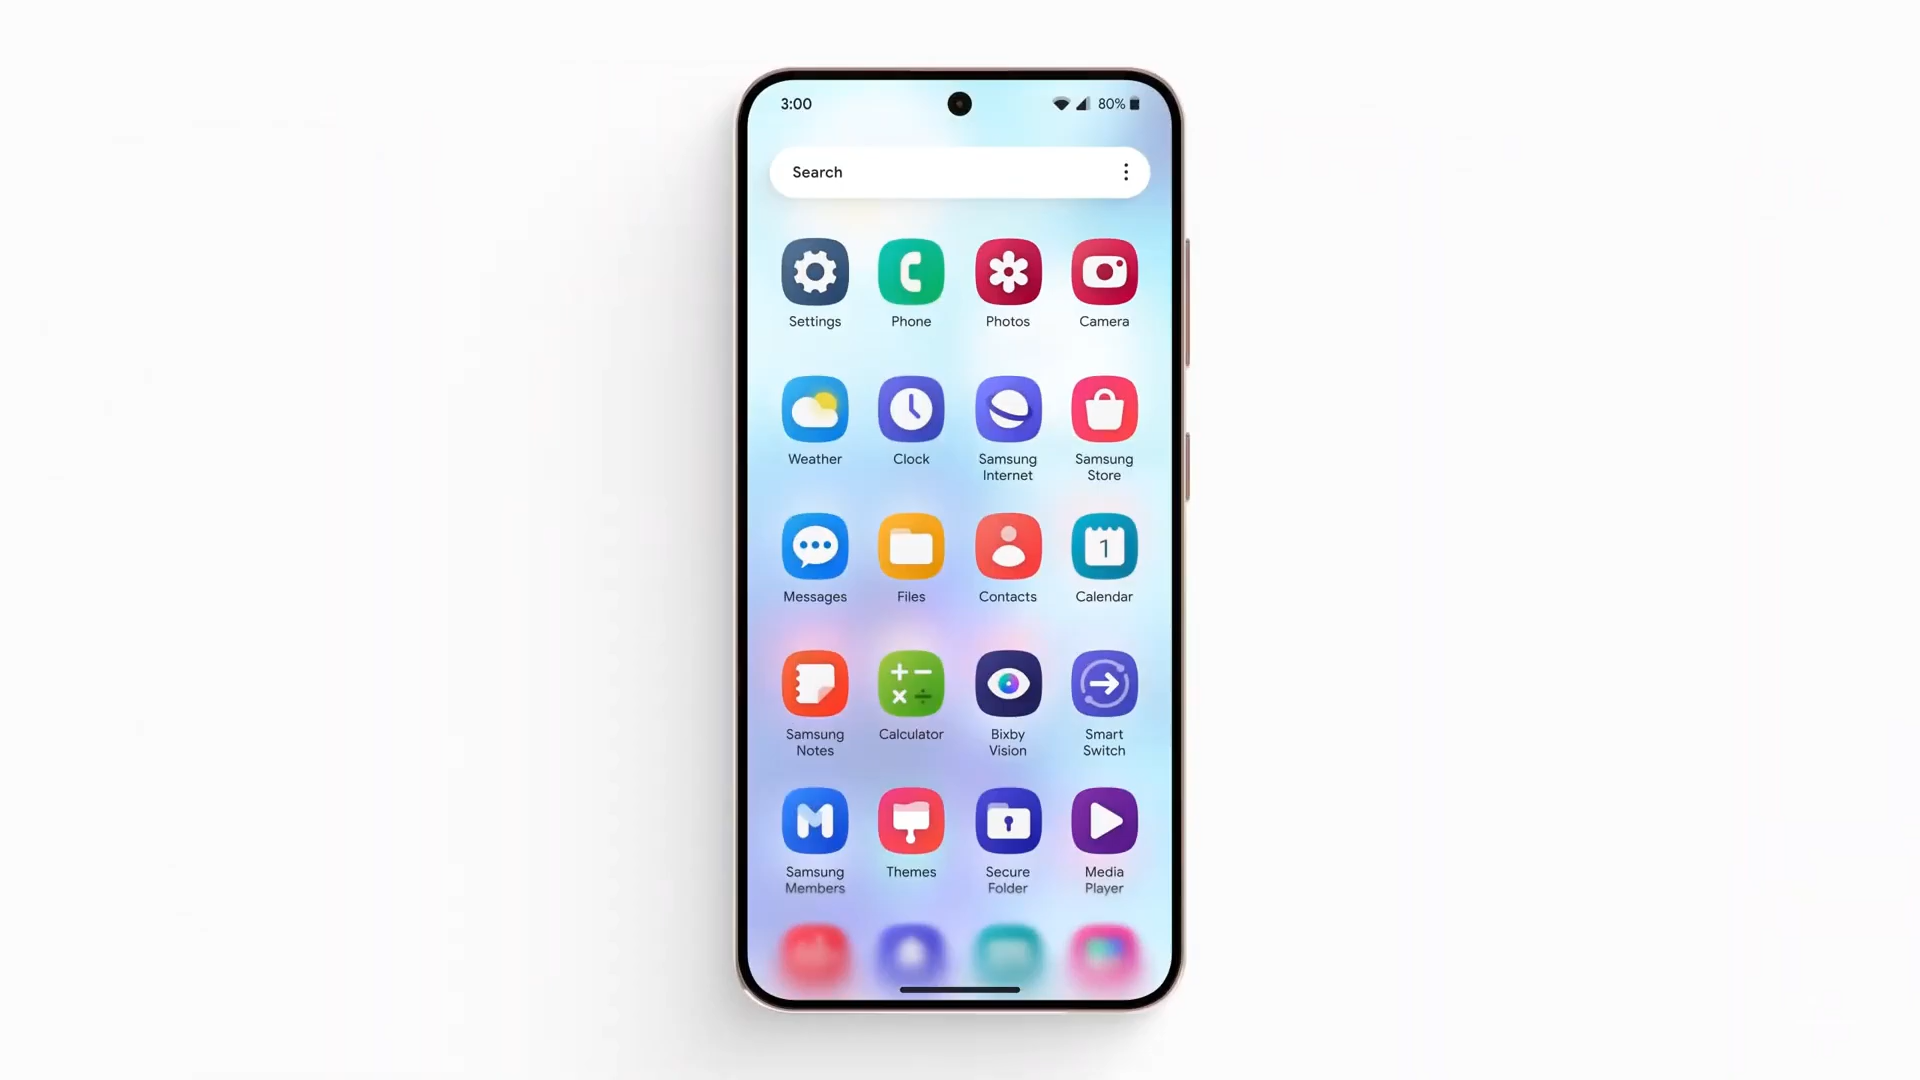 3:00 80%
Search
Settings Phone Photos Camera
Weather Clock Samsung Internet Samsung Store
1
Messages Files Contacts Calendar
Samsung Notes Calculator Bixby Vision Smart Switch
Samsung Members Themes Secure Folder Media Player